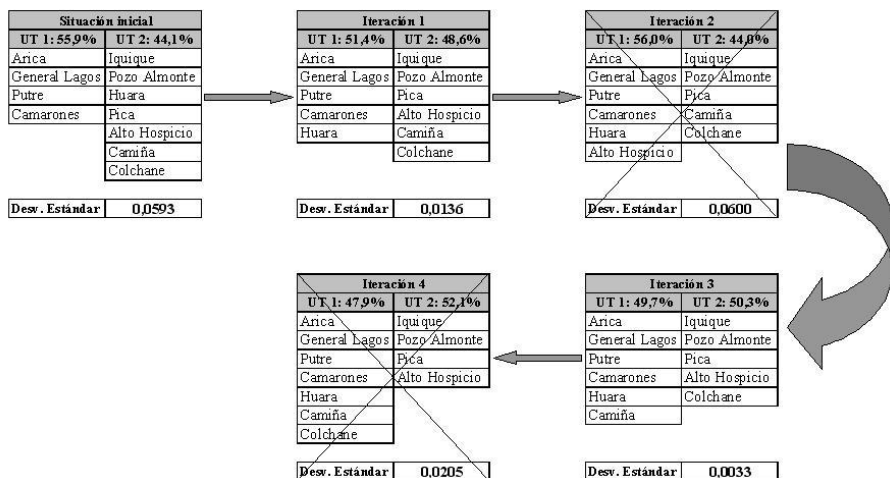 Situación inicial
UT 1: 55,9% UT 2: 44,1%
Arica Iquique
General Lagos Pozo Almonte
Putre Huara
Camarones Pica
Alto Hospicio
Camiña
Colchane
Desv. Estándar 0,0593
Iteración 1
UT 1: 51,4% UT 2: 48,6%
Arica Iquique
General Lagos Pozo Almonte
Putre Pica
Camarones Alto Hospicio
Huara Camiña
Colchane
Desv. Estándar 0,0136
Iteración 2
UT 1: 56,0% UT 2: 44,0%
Arica Iquique
General Lagos Pozo Almonte
Putre Pica
Camarones Camiña
Huara Colchane
Alto Hospicio
Desv. Estándar 0,0600
Iteración 4
UT 1: 47,9% UT 2: 52,1%
Arica Iquique
General Lagos Pozo Almonte
Putre Pica
Camarones Alto Hospicio
Huara
Camiña
Colchane
Desv. Estándar 0,0205
Iteración 3
UT 1: 49,7% UT 2: 50,3%
Arica Iquique
General Lagos Pozo Almonte
Putre Pica
Camarones Alto Hospicio
Huara Colchane
Camiña
Desv. Estándar 0,0033